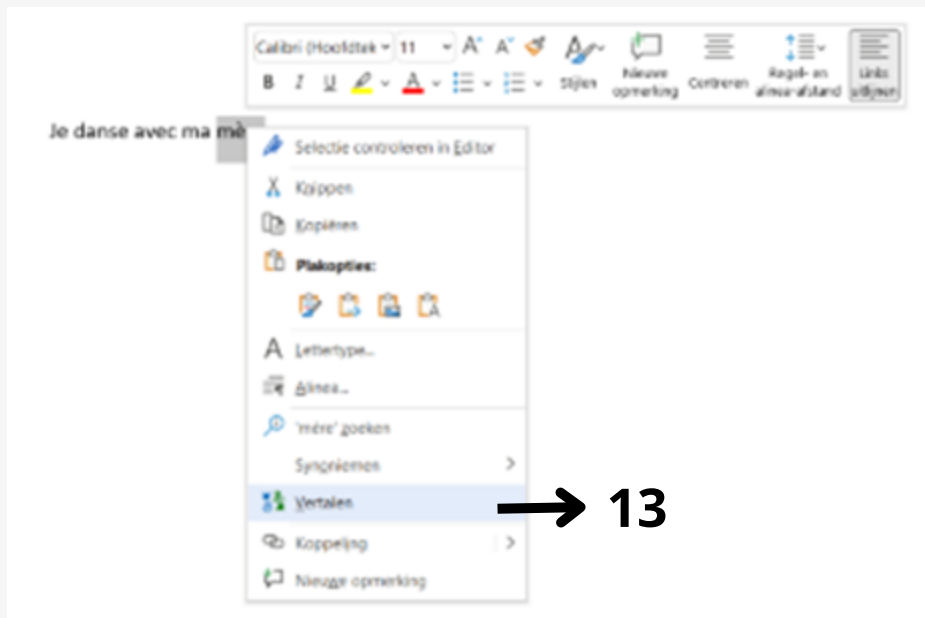 Calibri (Hoofdtek 11
B I U
Stijlen
Nieuwe opmerking
Centreren
Regel- en alinea-afstand
Links uitlijnen
Je danse avec ma mè
Selectie controleren in Editor
Knippen
Kopiëren
Plakopties:
Lettertype...
Alinea...
'mère' zoeken
Synoniemen
Vertalen
13
Koppeling
Nieuwe opmerking